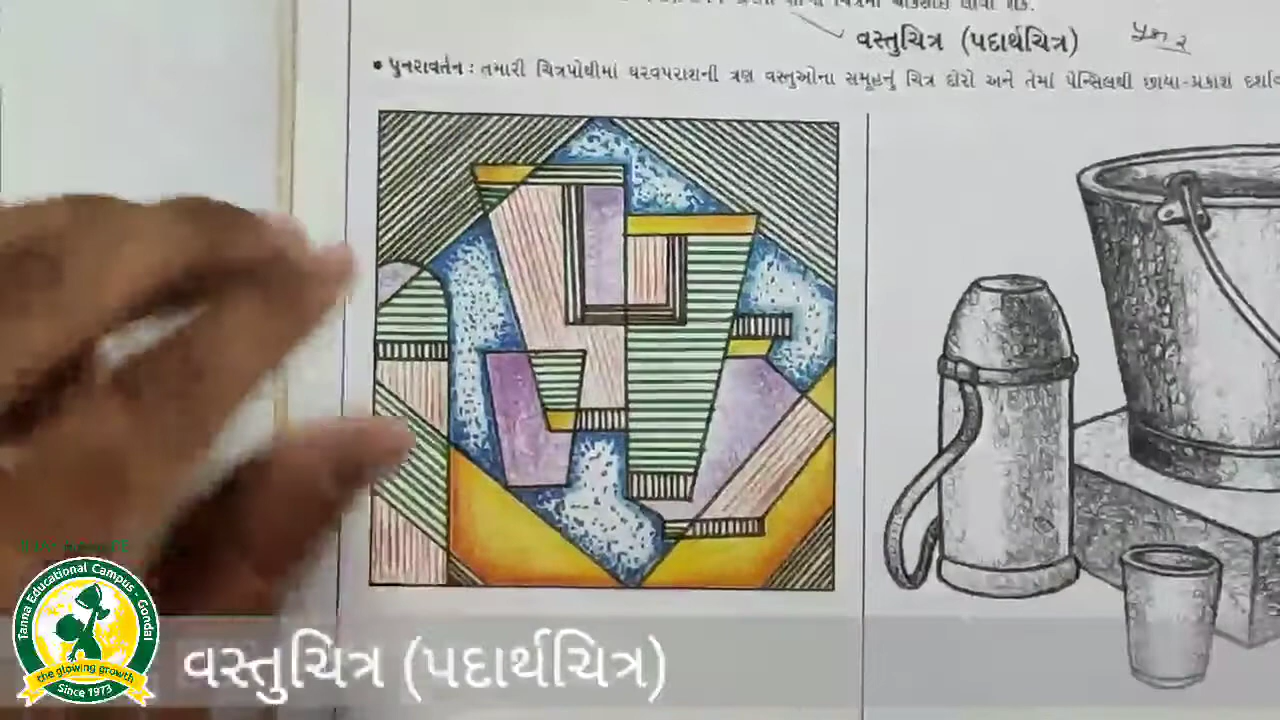 વસ્તુચિત્ર (પદાર્થચિત્ર)
• પુનરાવર્તન : તમારી ચિત્રપોથીમાં ઘરવપરાશની ત્રણ વસ્તુઓના સમૂહનું ચિત્ર દોરો અને તેમાં પેન્સિલથી છાયા-પ્રકાશ
વસ્તુચિત્ર (પદાર્થચિત્ર)
Tanna Educational Campus - Gondal
the glowing growth
Since 1973